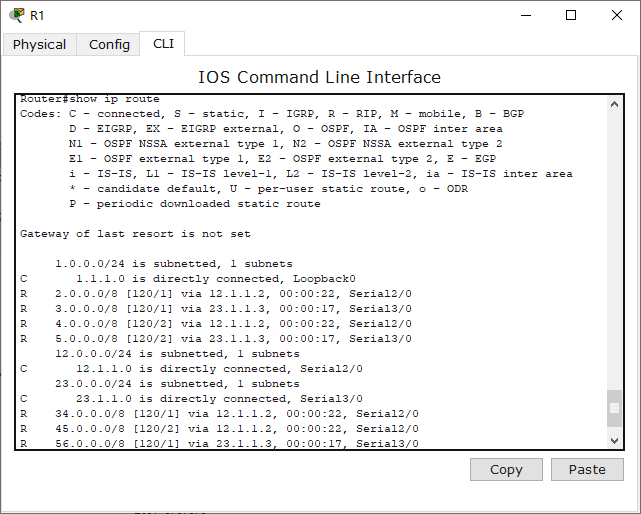 R1
Physical Config CLI
IOS Command Line Interface
Router#show ip route
Codes: C - connected, S - static, I - IGRP, R - RIP, M - mobile, B - BGP
       D - EIGRP, EX - EIGRP external, O - OSPF, IA - OSPF inter area
       N1 - OSPF NSSA external type 1, N2 - OSPF NSSA external type 2
       E1 - OSPF external type 1, E2 - OSPF external type 2, E - EGP
       i - IS-IS, L1 - IS-IS level-1, L2 - IS-IS level-2, ia - IS-IS inter area
       * - candidate default, U - per-user static route, o - ODR
       P - periodic downloaded static route
Gateway of last resort is not set
     1.0.0.0/24 is subnetted, 1 subnets
C       1.1.1.0 is directly connected, Loopback0
R    2.0.0.0/8 [120/1] via 12.1.1.2, 00:00:22, Serial2/0
R    3.0.0.0/8 [120/1] via 23.1.1.3, 00:00:17, Serial3/0
R    4.0.0.0/8 [120/2] via 12.1.1.2, 00:00:22, Serial2/0
R    5.0.0.0/8 [120/2] via 23.1.1.3, 00:00:17, Serial3/0
     12.0.0.0/24 is subnetted, 1 subnets
C       12.1.1.0 is directly connected, Serial2/0
     23.0.0.0/24 is subnetted, 1 subnets
C       23.1.1.0 is directly connected, Serial3/0
R    34.0.0.0/8 [120/1] via 12.1.1.2, 00:00:22, Serial2/0
R    45.0.0.0/8 [120/2] via 12.1.1.2, 00:00:22, Serial2/0
R    56.0.0.0/8 [120/1] via 23.1.1.3, 00:00:17, Serial3/0
Copy Paste